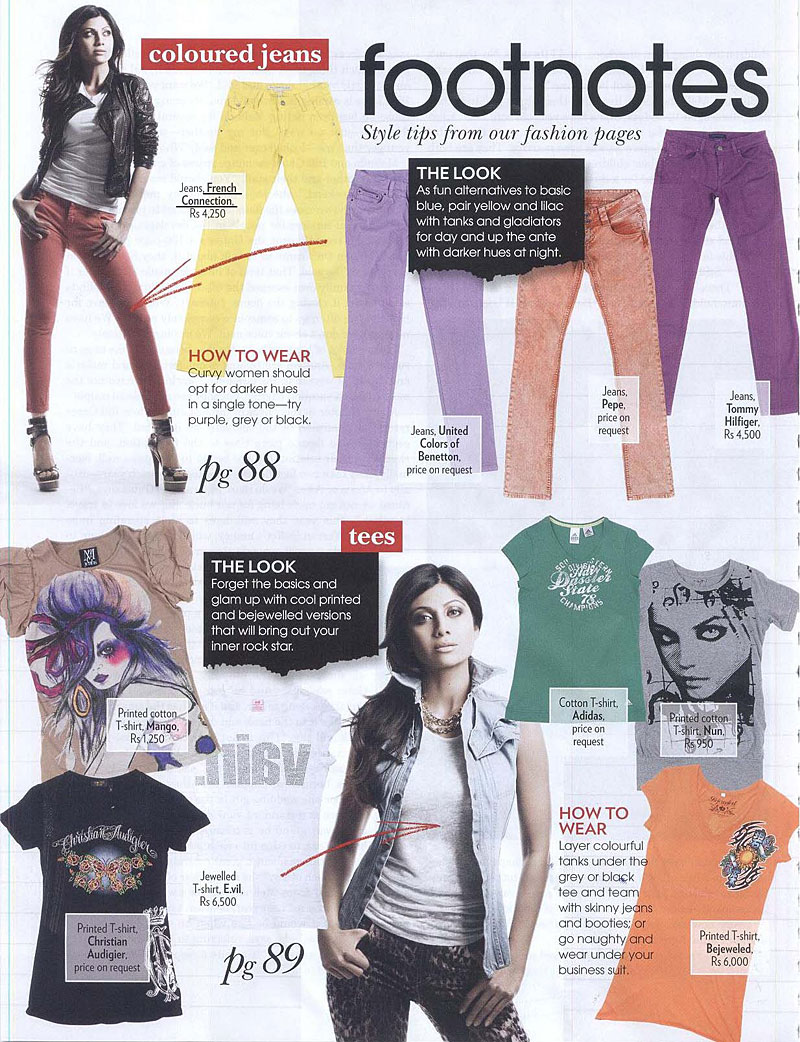 coloured jeans
footnotes
Style tips from our fashion pages
Jeans, French
Connection,
Rs 4,250
THE LOOK
As fun alternatives to basic
blue, pair yellow and lilac
with tanks and gladiators
for day and up the ante
with darker hues at night.
HOW TO WEAR
Curvy women should
opt for darker hues
in a single tone—try
purple, grey or black.
pg 88
Jeans, United
Colors of
Benetton,
price on request
Jeans,
Pepe,
price on
request
Jeans,
Tommy
Hilfiger,
Rs 4,500
tees
THE LOOK
Forget the basics and
glam up with cool printed
and bejewelled versions
that will bring out your
inner rock star.
Printed cotton
T-shirt, Mango,
Rs 1,250
vain.
Dassler
State
78
CHAMPIONS
Cotton T-shirt,
Adidas,
price on
request
Printed cotton
T-shirt, Nun,
Rs 950
Christian Audigier
Printed T-shirt,
Christian
Audigier,
price on request
Jewelled
T-shirt, E.vil,
Rs 6,500
pg 89
HOW TO
WEAR
Layer colourful
tanks under the
grey or black
tee and team
with skinny jeans
and booties; or
go naughty and
wear under your
business suit.
Printed T-shirt,
Bejeweled,
Rs 6,000